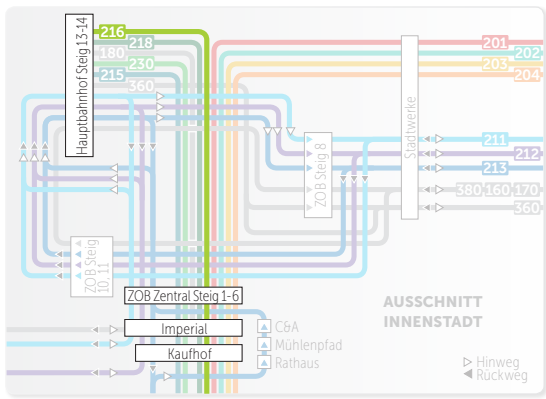 Hauptbahnhof Steig 13-14
216
218
180
230
215
360
201
202
203
204
Stadtwerke
ZOB Steig 8
211
212
213
380 160 170
360
ZOB Steig
10, 11
ZOB Zentral Steig 1-6
Imperial
Kaufhof
C&A
Mühlenpfad
Rathaus
AUSSCHNITT
INNENSTADT
Hinweg
Rückweg